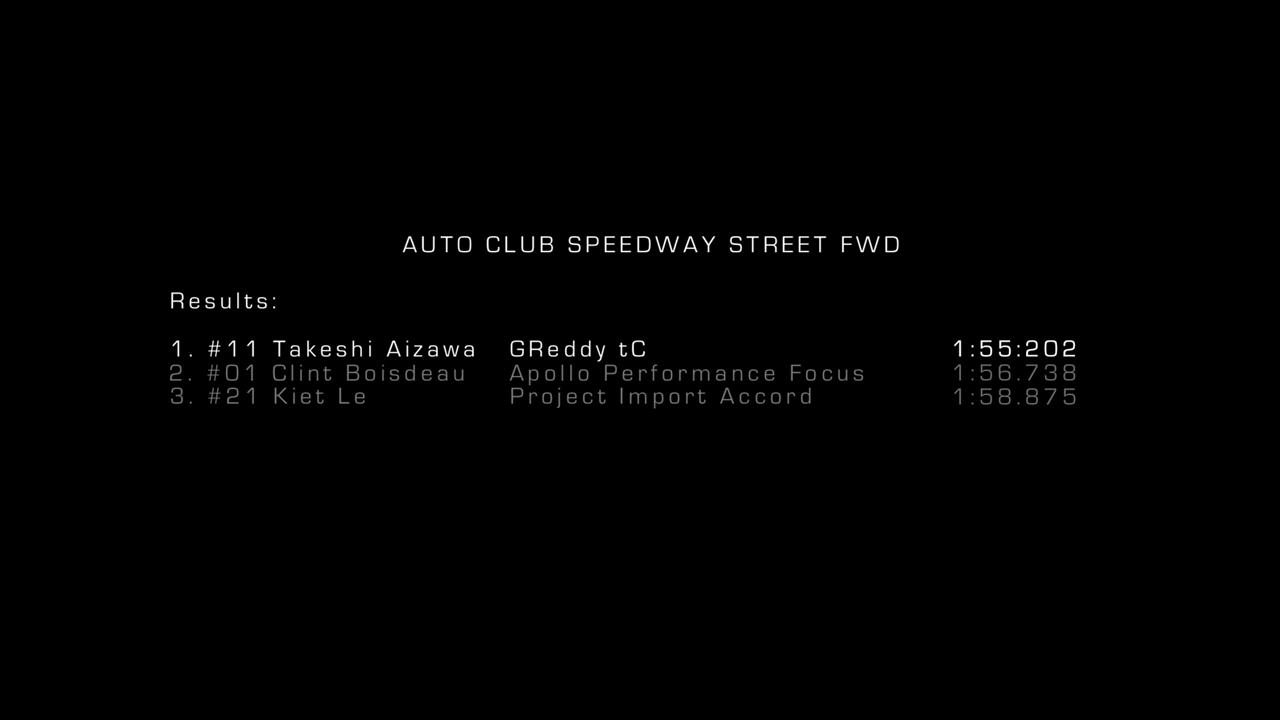 AUTO CLUB SPEEDWAY STREET FWD
Results:
1. #11 Takeshi Aizawa GReddy tC 1:55:202
2. #01 Clint Boisdeau Apollo Performance Focus 1:56.738
3. #21 Kiet Le Project Import Accord 1:58.875